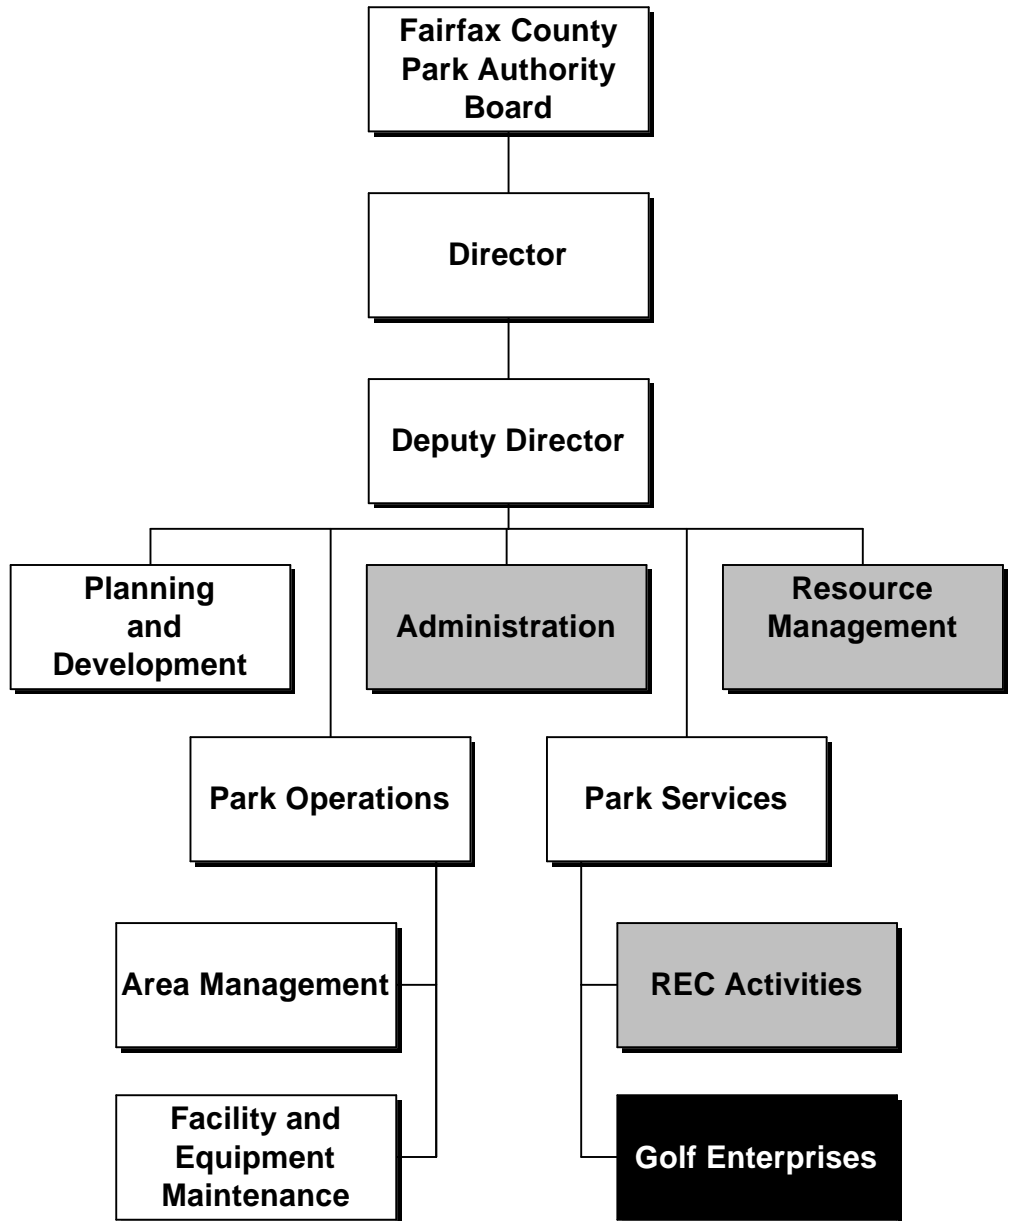 Fairfax County
Park Authority
Board
Director
Deputy Director
Planning
and
Development
Administration
Resource
Management
Park Operations
Park Services
Area Management
REC Activities
Facility and
Equipment
Maintenance
Golf Enterprises